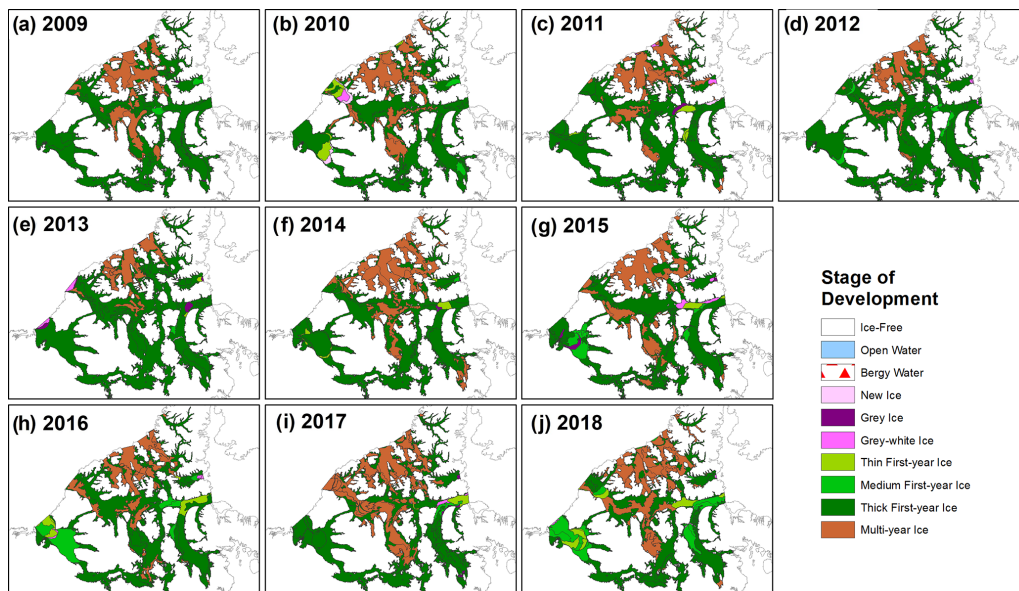 (a) 2009
(b) 2010
(c) 2011
(d) 2012
(e) 2013
(f) 2014
(g) 2015
(h) 2016
(i) 2017
(j) 2018
Stage of
Development
Ice-Free
Open Water
Bergy Water
New Ice
Grey Ice
Grey-white Ice
Thin First-year Ice
Medium First-year Ice
Thick First-year Ice
Multi-year Ice